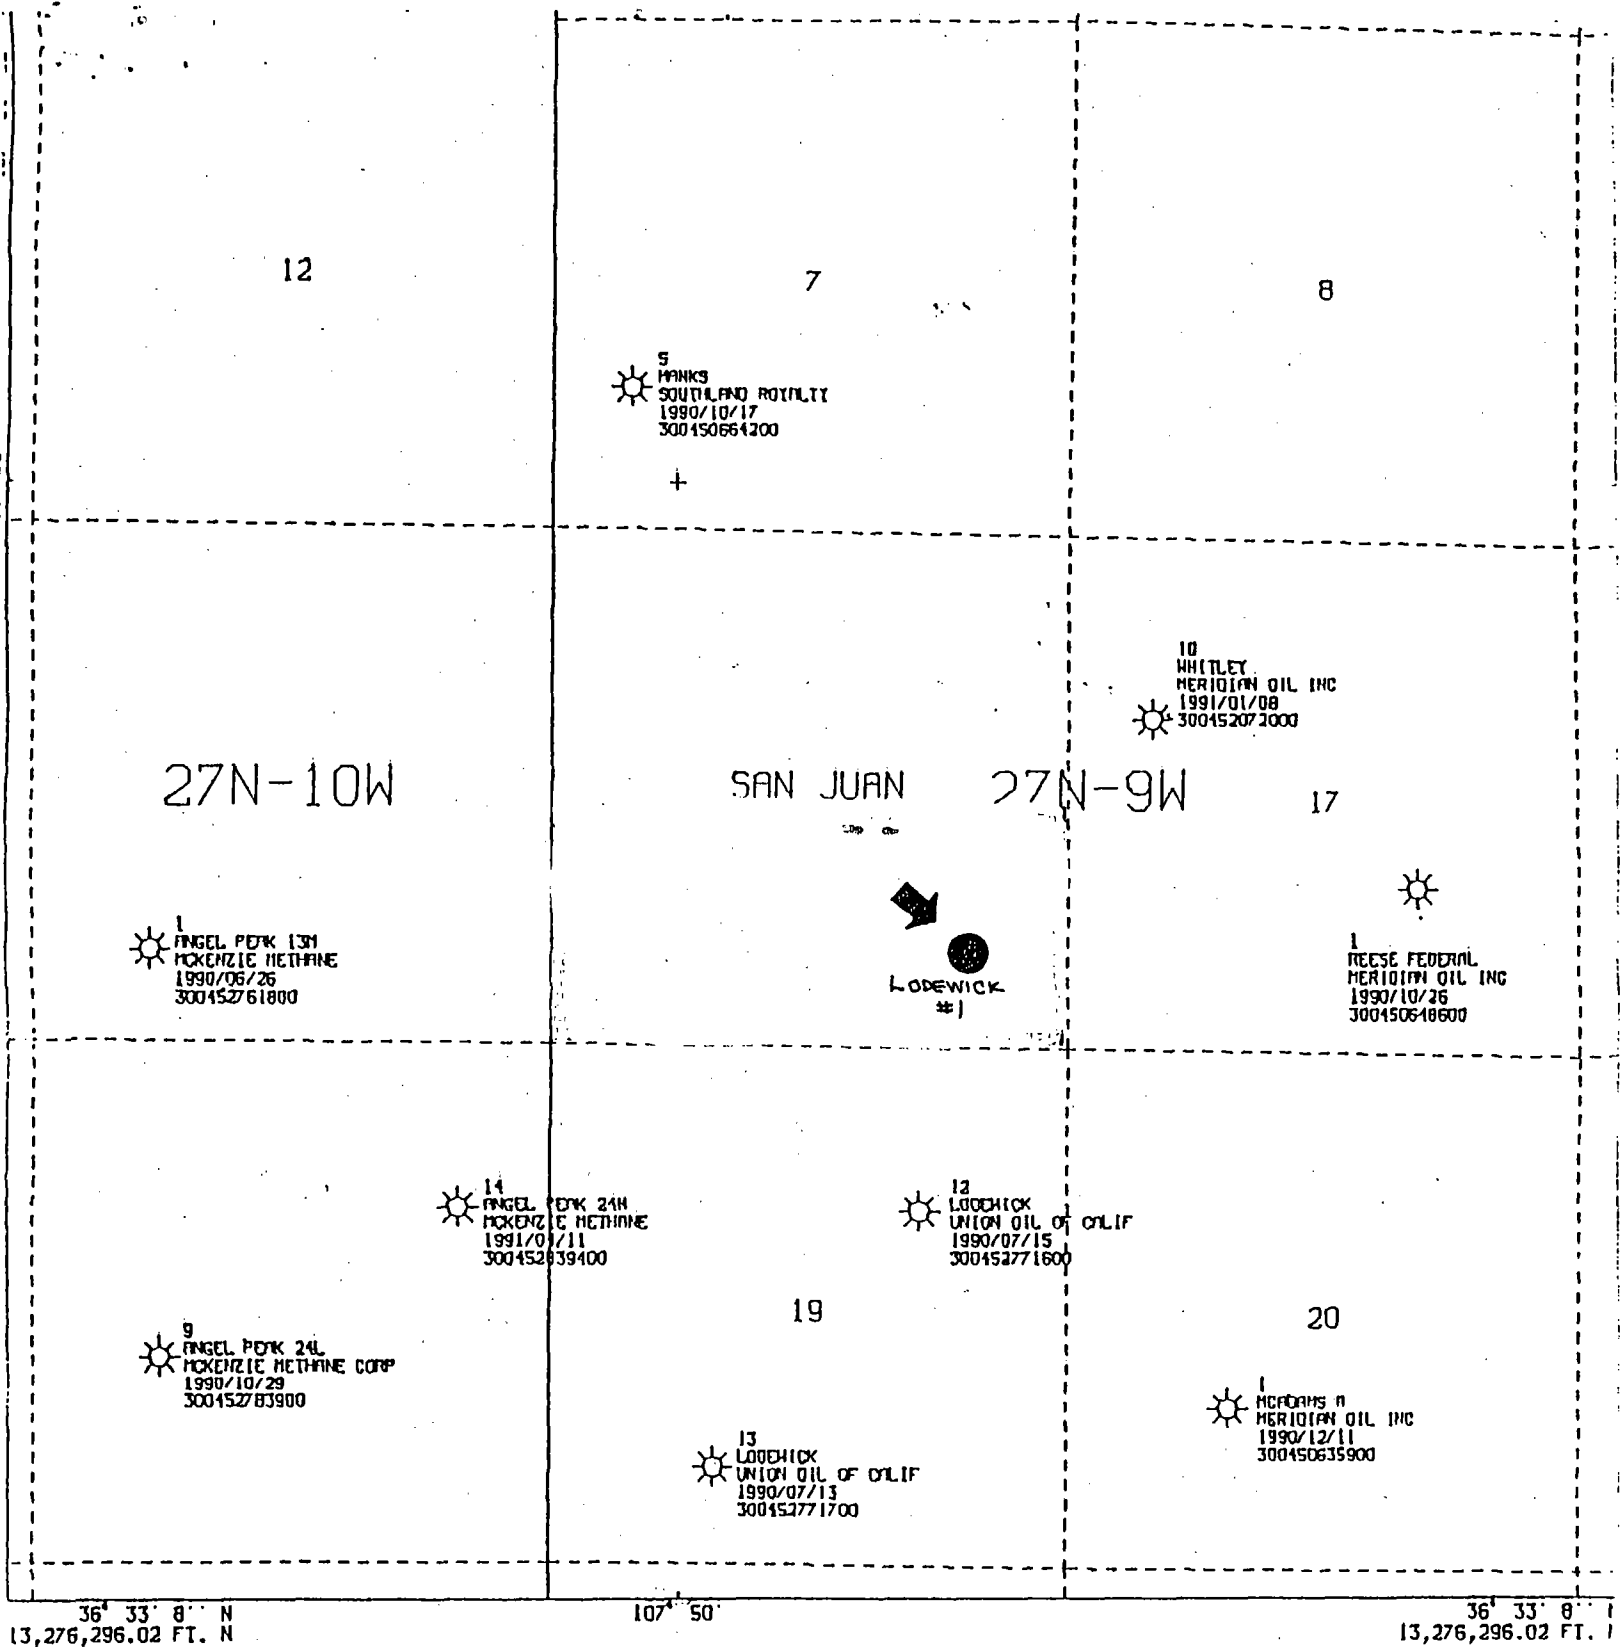 12
7
8
5
HANKS
SOUTHLAND ROYALTY
1990/10/17
300450664200
10
WHITLEY
MERIDIAN OIL INC
1991/01/08
300452072000
27N-10W
SAN JUAN
27N-9W
17
1
ANGEL PEAK 13M
MCKENZIE METHANE
1990/06/26
300452761800
LODEWICK
#1
1
REESE FEDERAL
MERIDIAN OIL INC
1990/10/26
300450648600
14
ANGEL PEAK 24H
MCKENZIE METHANE
300452839400
12
LODEWICK
UNION OIL OF CALIF
1990/07/15
300452771600
19
20
9
ANGEL PEAK 24L
MCKENZIE METHANE CORP
1990/10/29
300452783900
13
LODEWICK
UNION OIL OF CALIF
1990/07/13
300452771700
1
MCADAMS A
MERIDIAN OIL INC
1990/12/11
300450635900
36° 33' 8'' N
13,276,296.02 FT. N
107° 50'
36° 33' 8''
13,276,296.02 FT.